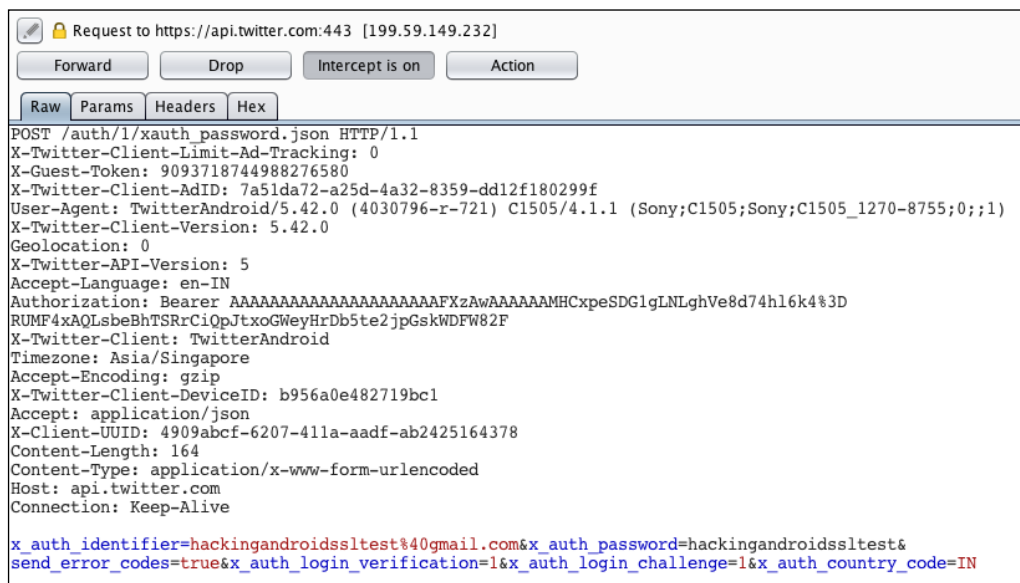 Request to https://api.twitter.com:443 [199.59.149.232]
Forward Drop Intercept is on Action
Raw Params Headers Hex
POST /auth/1/xauth_password.json HTTP/1.1
X-Twitter-Client-Limit-Ad-Tracking: 0
X-Guest-Token: 9093718744988276580
X-Twitter-Client-AdID: 7a51da72-a25d-4a32-8359-dd12f180299f
User-Agent: TwitterAndroid/5.42.0 (4030796-r-721) C1505/4.1.1 (Sony;C1505;Sony;C1505_1270-8755;0;;1)
X-Twitter-Client-Version: 5.42.0
Geolocation: 0
X-Twitter-API-Version: 5
Accept-Language: en-IN
Authorization: Bearer AAAAAAAAAAAAAAAAAAAAAFXzAwAAAAAAMHCxpeSDG1gLNLghVe8d74hl6k4%3D
RUMF4xAQLsbeBhTSRrCiQpJtxoGWeyHrDb5te2jpGskWDFW82F
X-Twitter-Client: TwitterAndroid
Timezone: Asia/Singapore
Accept-Encoding: gzip
X-Twitter-Client-DeviceID: b956a0e482719bc1
Accept: application/json
X-Client-UUID: 4909abcf-6207-411a-aadf-ab2425164378
Content-Length: 164
Content-Type: application/x-www-form-urlencoded
Host: api.twitter.com
Connection: Keep-Alive
x_auth_identifier=hackingandroidssltest%40gmail.com&x_auth_password=hackingandroidssltest&
send_error_codes=true&x_auth_login_verification=1&x_auth_login_challenge=1&x_auth_country_code=IN